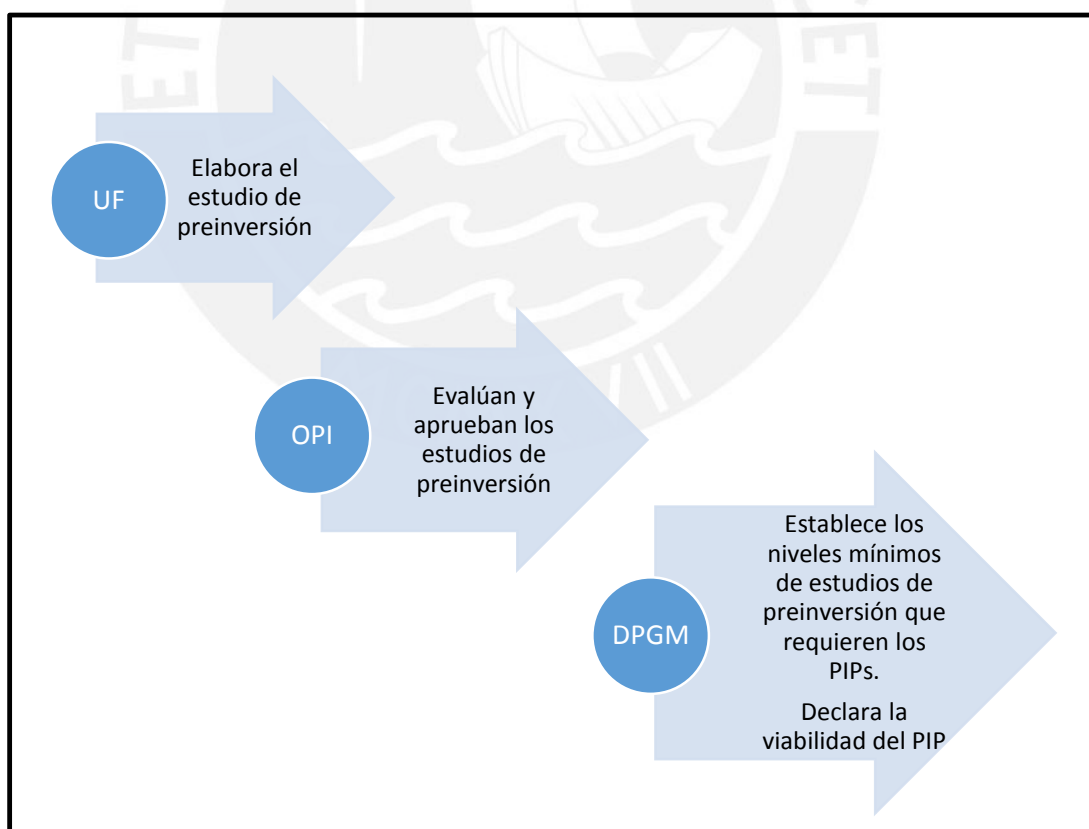 UF
Elabora el
estudio de
preinversión
OPI
Evalúan y
aprueban los
estudios de
preinversión
DPGM
Establece los
niveles mínimos
de estudios de
preinversión que
requieren los
PIPs.
Declara la
viabilidad del PIP